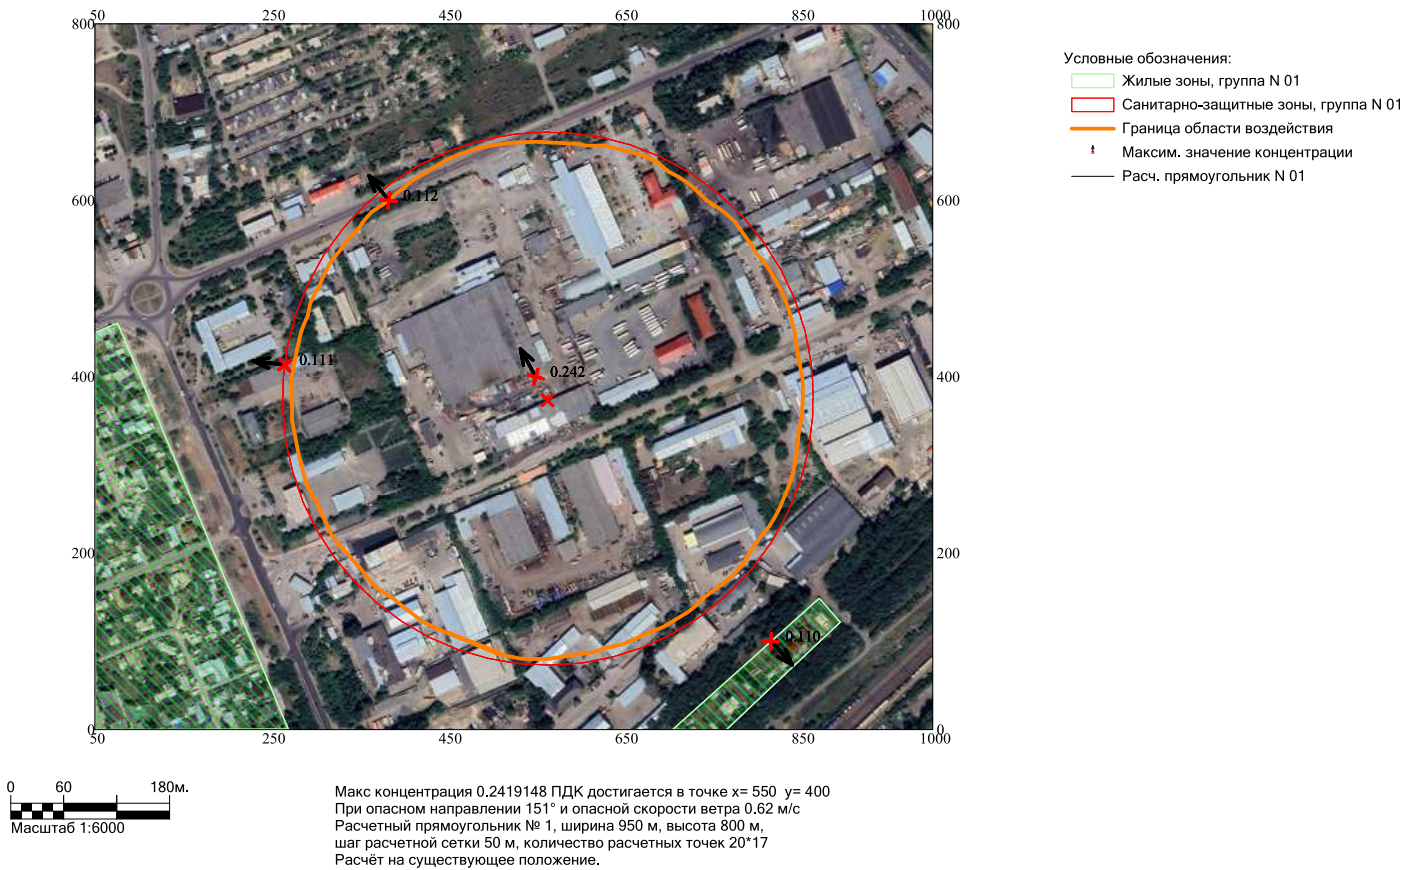 50 250 450 650 850 1000
800 800
Условные обозначения:
Жилые зоны, группа N 01
Санитарно-защитные зоны, группа N 01
Граница области воздействия
Максим. значение концентрации
Расч. прямоугольник N 01
0.112
600 600
0.111
0.242
400 400
200 200
0.110
0 0
50 250 450 650 850 1000
0 60 180м.
Масштаб 1:6000
Макс концентрация 0.2419148 ПДК достигается в точке x= 550 y= 400
При опасном направлении 151° и опасной скорости ветра 0.62 м/с
Расчетный прямоугольник № 1, ширина 950 м, высота 800 м,
шаг расчетной сетки 50 м, количество расчетных точек 20*17
Расчёт на существующее положение.